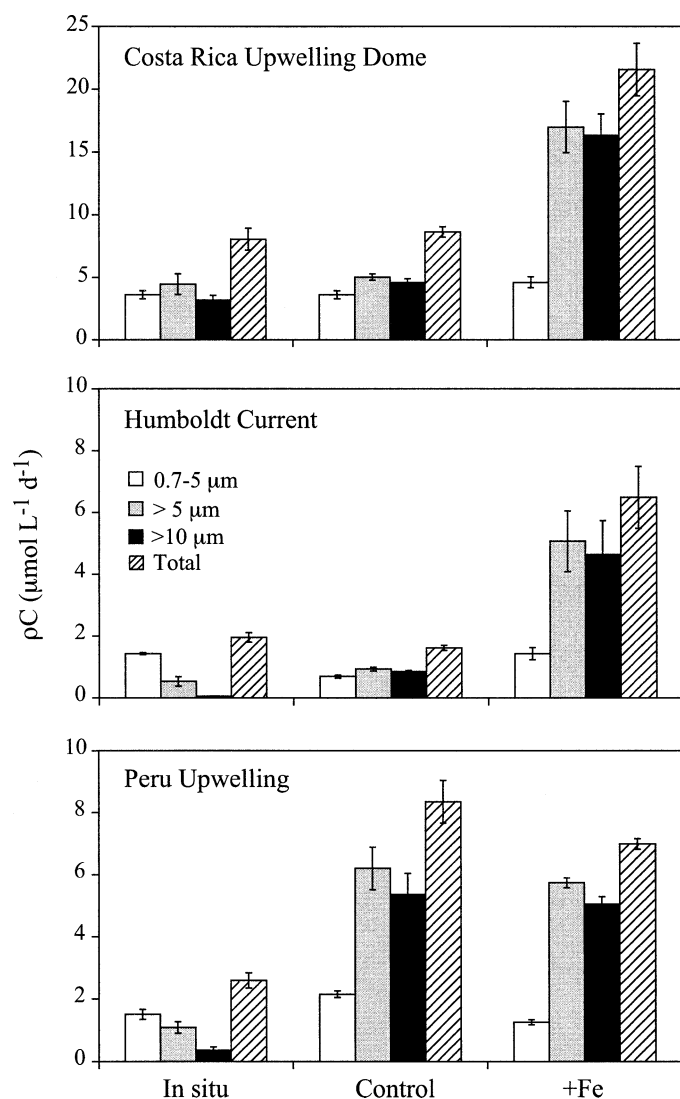 25
Costa Rica Upwelling Dome
20
15
10
5
0
10
Humboldt Current
8
0.7-5 µm
6
> 5 µm
>10 µm
Total
4
2
0
ρC (µmol L⁻¹ d⁻¹)
10
Peru Upwelling
8
6
4
2
0
In situ Control +Fe